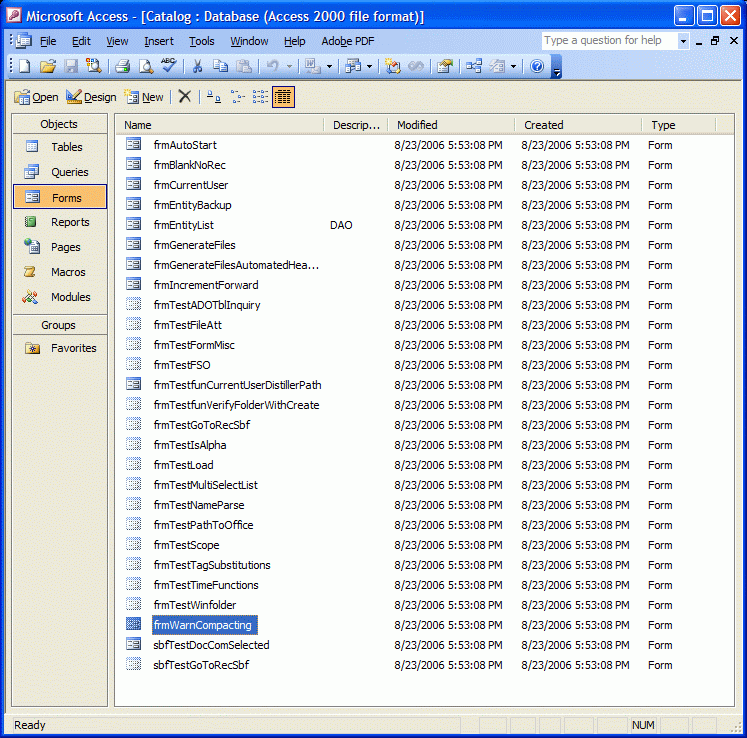 Microsoft Access - [Catalog : Database (Access 2000 file format)]
File Edit View Insert Tools Window Help Adobe PDF Type a question for help
Open Design New
Objects
Tables
Queries
Forms
Reports
Pages
Macros
Modules
Groups
Favorites
Name Descrip... Modified Created Type
frmAutoStart 8/23/2006 5:53:08 PM 8/23/2006 5:53:08 PM Form
frmBlankNoRec 8/23/2006 5:53:08 PM 8/23/2006 5:53:08 PM Form
frmCurrentUser 8/23/2006 5:53:08 PM 8/23/2006 5:53:08 PM Form
frmEntityBackup 8/23/2006 5:53:08 PM 8/23/2006 5:53:08 PM Form
frmEntityList DAO 8/23/2006 5:53:08 PM 8/23/2006 5:53:08 PM Form
frmGenerateFiles 8/23/2006 5:53:08 PM 8/23/2006 5:53:08 PM Form
frmGenerateFilesAutomatedHea... 8/23/2006 5:53:08 PM 8/23/2006 5:53:08 PM Form
frmIncrementForward 8/23/2006 5:53:08 PM 8/23/2006 5:53:08 PM Form
frmTestADOTblInquiry 8/23/2006 5:53:08 PM 8/23/2006 5:53:08 PM Form
frmTestFileAtt 8/23/2006 5:53:08 PM 8/23/2006 5:53:08 PM Form
frmTestFormMisc 8/23/2006 5:53:08 PM 8/23/2006 5:53:08 PM Form
frmTestFSO 8/23/2006 5:53:08 PM 8/23/2006 5:53:08 PM Form
frmTestfunCurrentUserDistillerPath 8/23/2006 5:53:08 PM 8/23/2006 5:53:08 PM Form
frmTestfunVerifyFolderWithCreate 8/23/2006 5:53:08 PM 8/23/2006 5:53:08 PM Form
frmTestGoToRecSbf 8/23/2006 5:53:08 PM 8/23/2006 5:53:08 PM Form
frmTestIsAlpha 8/23/2006 5:53:08 PM 8/23/2006 5:53:08 PM Form
frmTestLoad 8/23/2006 5:53:08 PM 8/23/2006 5:53:08 PM Form
frmTestMultiSelectList 8/23/2006 5:53:08 PM 8/23/2006 5:53:08 PM Form
frmTestNameParse 8/23/2006 5:53:08 PM 8/23/2006 5:53:08 PM Form
frmTestPathToOffice 8/23/2006 5:53:08 PM 8/23/2006 5:53:08 PM Form
frmTestScope 8/23/2006 5:53:08 PM 8/23/2006 5:53:08 PM Form
frmTestTagSubstitutions 8/23/2006 5:53:08 PM 8/23/2006 5:53:08 PM Form
frmTestTimeFunctions 8/23/2006 5:53:08 PM 8/23/2006 5:53:08 PM Form
frmTestWinfolder 8/23/2006 5:53:08 PM 8/23/2006 5:53:08 PM Form
frmWarnCompacting 8/23/2006 5:53:08 PM 8/23/2006 5:53:08 PM Form
sbfTestDocComSelected 8/23/2006 5:53:08 PM 8/23/2006 5:53:08 PM Form
sbfTestGoToRecSbf 8/23/2006 5:53:08 PM 8/23/2006 5:53:08 PM Form
Ready NUM